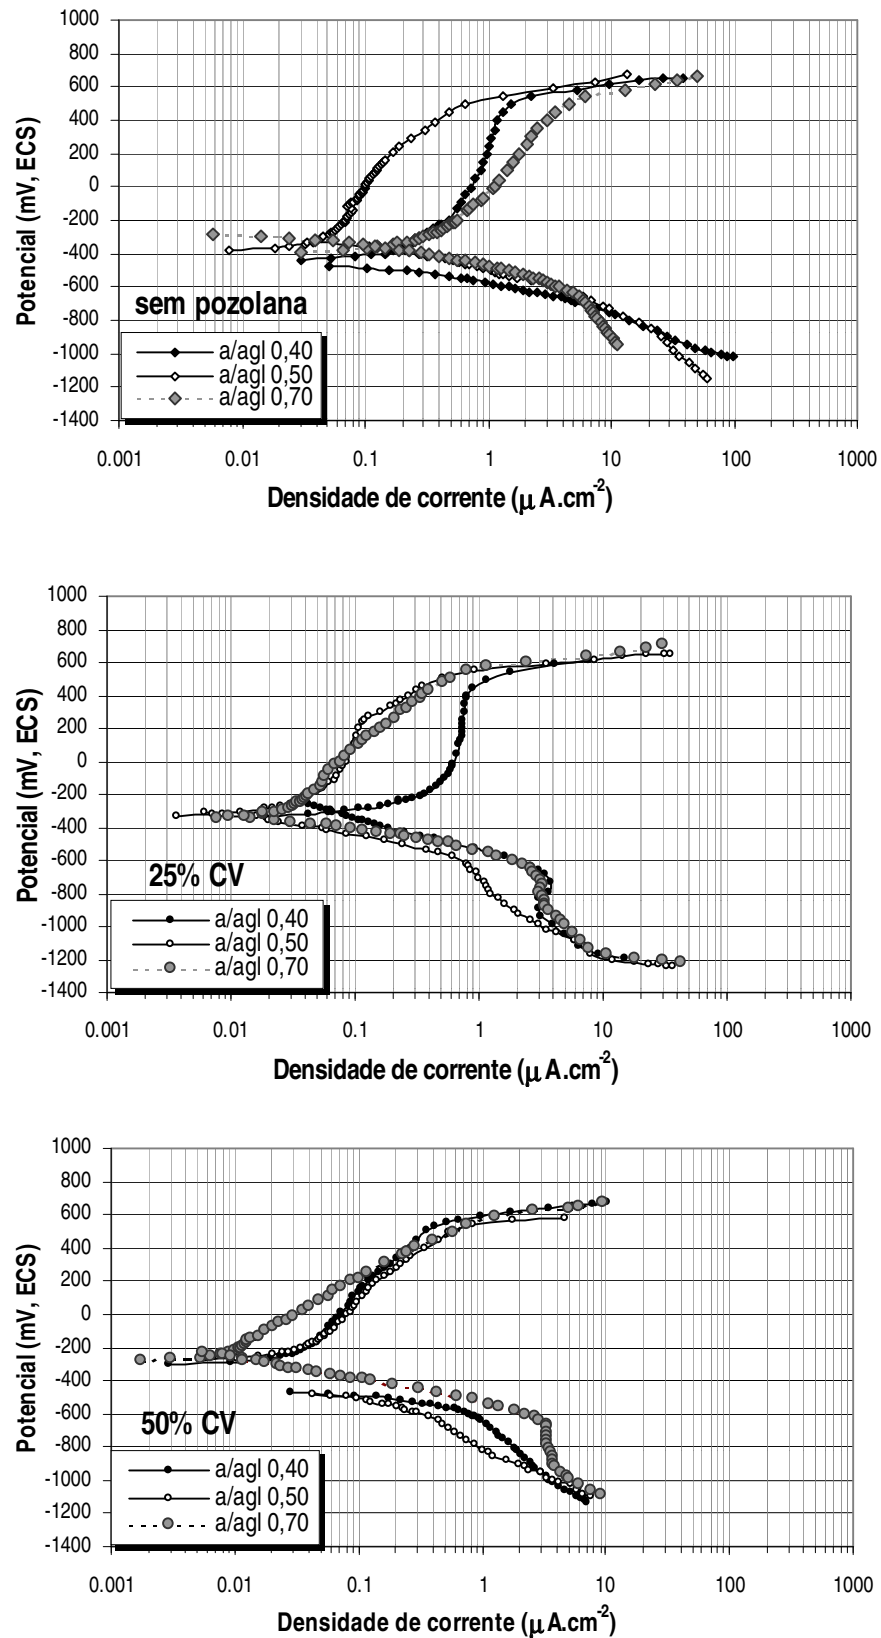 1000
800
600
400
200
0
-200
-400
-600
-800
-1000
-1200
-1400
Potencial (mV, ECS)
sem pozolana
a/agl 0,40
a/agl 0,50
a/agl 0,70
0.001 0.01 0.1 1 10 100 1000
Densidade de corrente (μ A.cm-2)
1000
800
600
400
200
0
-200
-400
-600
-800
-1000
-1200
-1400
Potencial (mV, ECS)
25% CV
a/agl 0,40
a/agl 0,50
a/agl 0,70
0.001 0.01 0.1 1 10 100 1000
Densidade de corrente (μ A.cm-2)
1000
800
600
400
200
0
-200
-400
-600
-800
-1000
-1200
-1400
Potencial (mV, ECS)
50% CV
a/agl 0,40
a/agl 0,50
a/agl 0,70
0.001 0.01 0.1 1 10 100 1000
Densidade de corrente (μ A.cm-2)